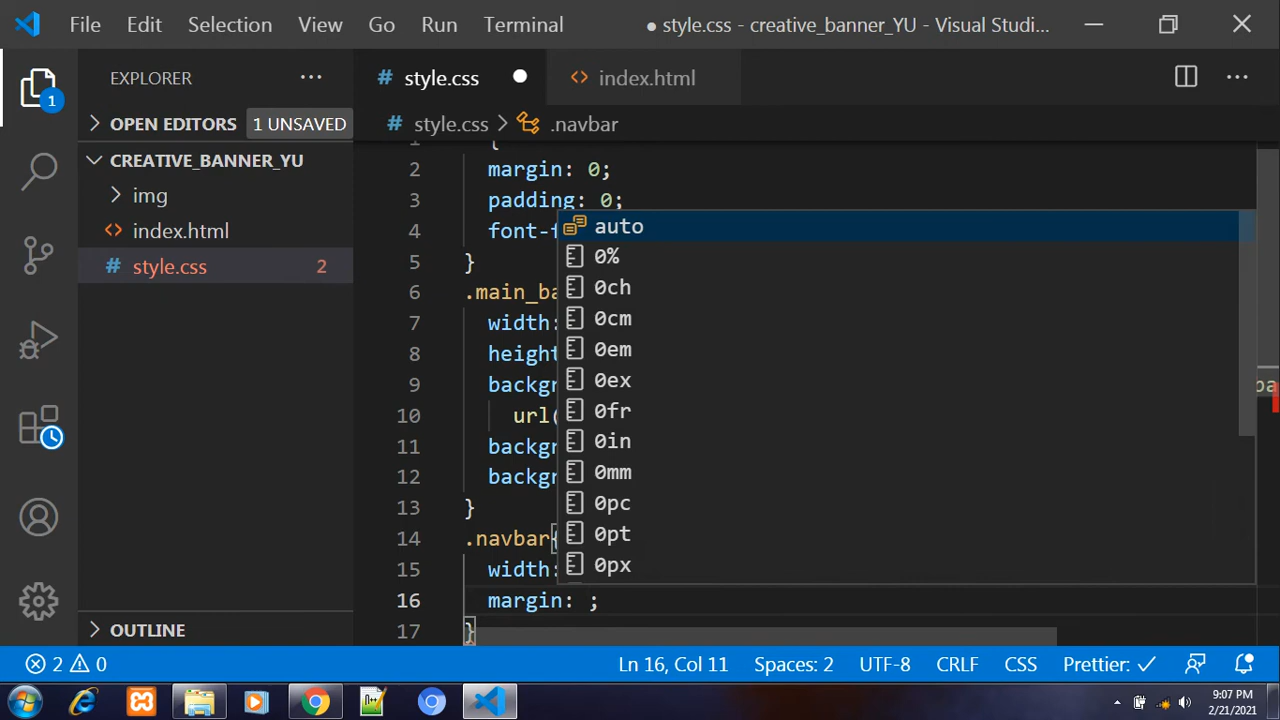 File Edit Selection View Go Run Terminal ● style.css - creative_banner_YU - Visual Studi...
EXPLORER ...
# style.css ● <> index.html ...
1
OPEN EDITORS 1 UNSAVED
# style.css > .navbar
CREATIVE_BANNER_YU
img
<> index.html
# style.css 2
1 {
2 margin: 0;
3 padding: 0;
4 font-f
5 }
6 .main_ba
7 width:
8 height
9 backgr
10 url(
11 backgr
12 backgr
13 }
14 .navbar{
15 width:
16 margin: ;
17 }
auto
0%
0ch
0cm
0em
0ex
0fr
0in
0mm
0pc
0pt
0px
ba
OUTLINE
2 0 Ln 16, Col 11 Spaces: 2 UTF-8 CRLF CSS Prettier: ✓
9:07 PM
2/21/2021